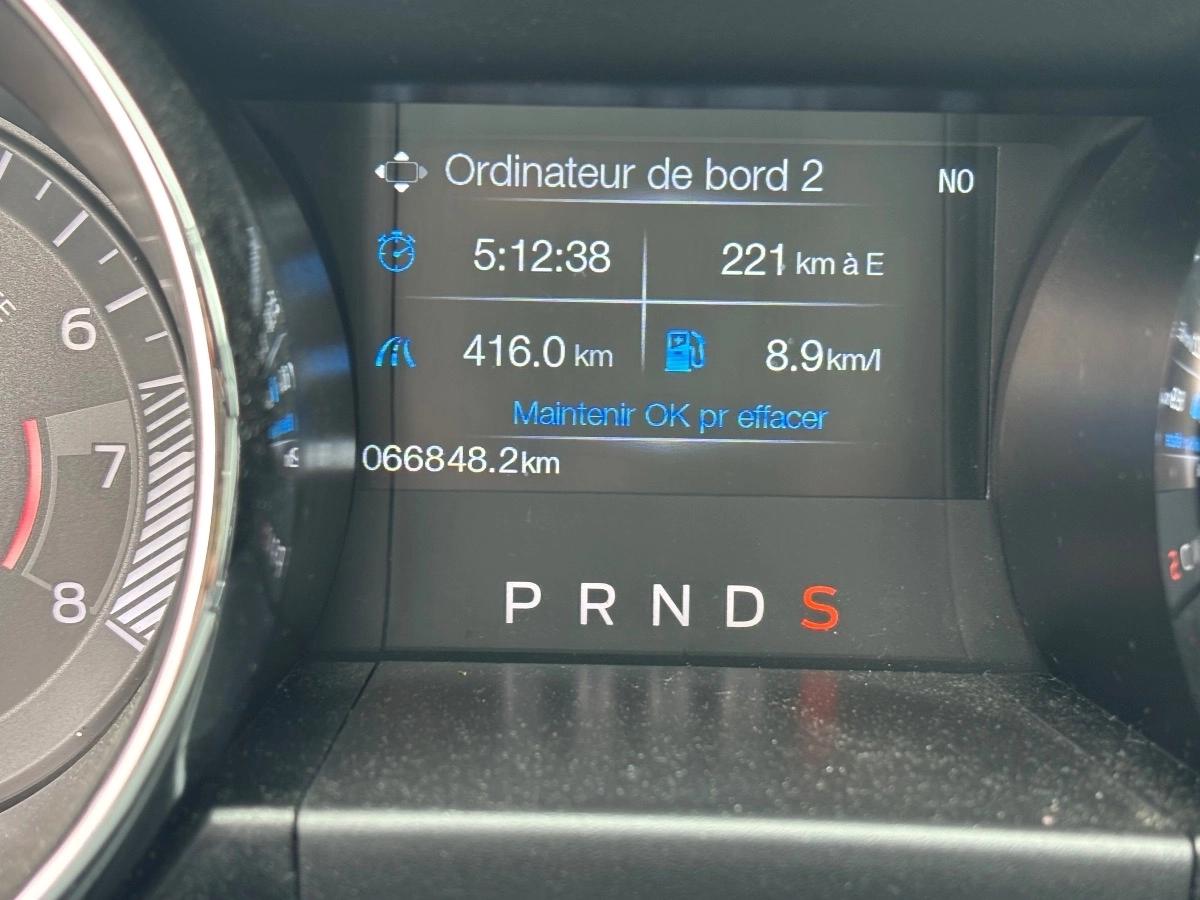 Ordinateur de bord 2 NO
5:12:38 221 km à E
416.0 km 8.9km/l
Maintenir OK pr effacer
066848.2km
P R N D S
6
7
8